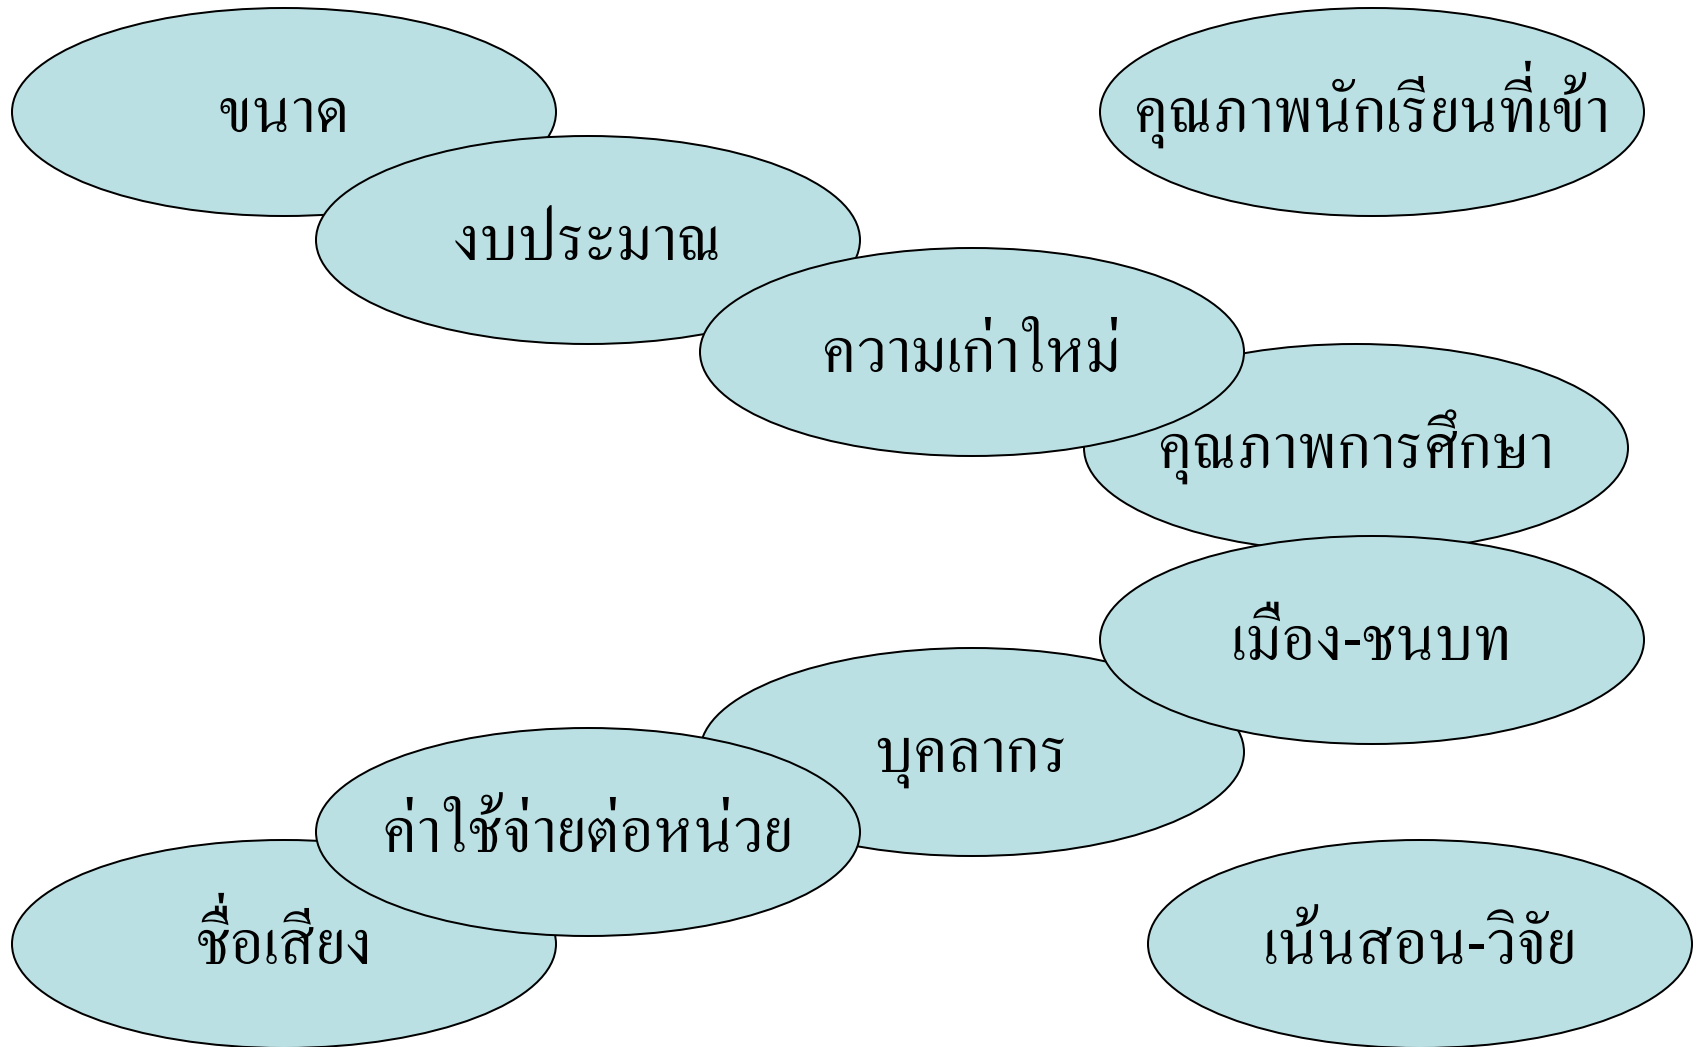 ขนาด
คุณภาพนักเรียนที่เข้า
งบประมาณ
ความเก่าใหม่
คุณภาพการศึกษา
เมือง-ชนบท
บุคลากร
ค่าใช้จ่ายต่อหน่วย
ชื่อเสียง
เน้นสอน-วิจัย